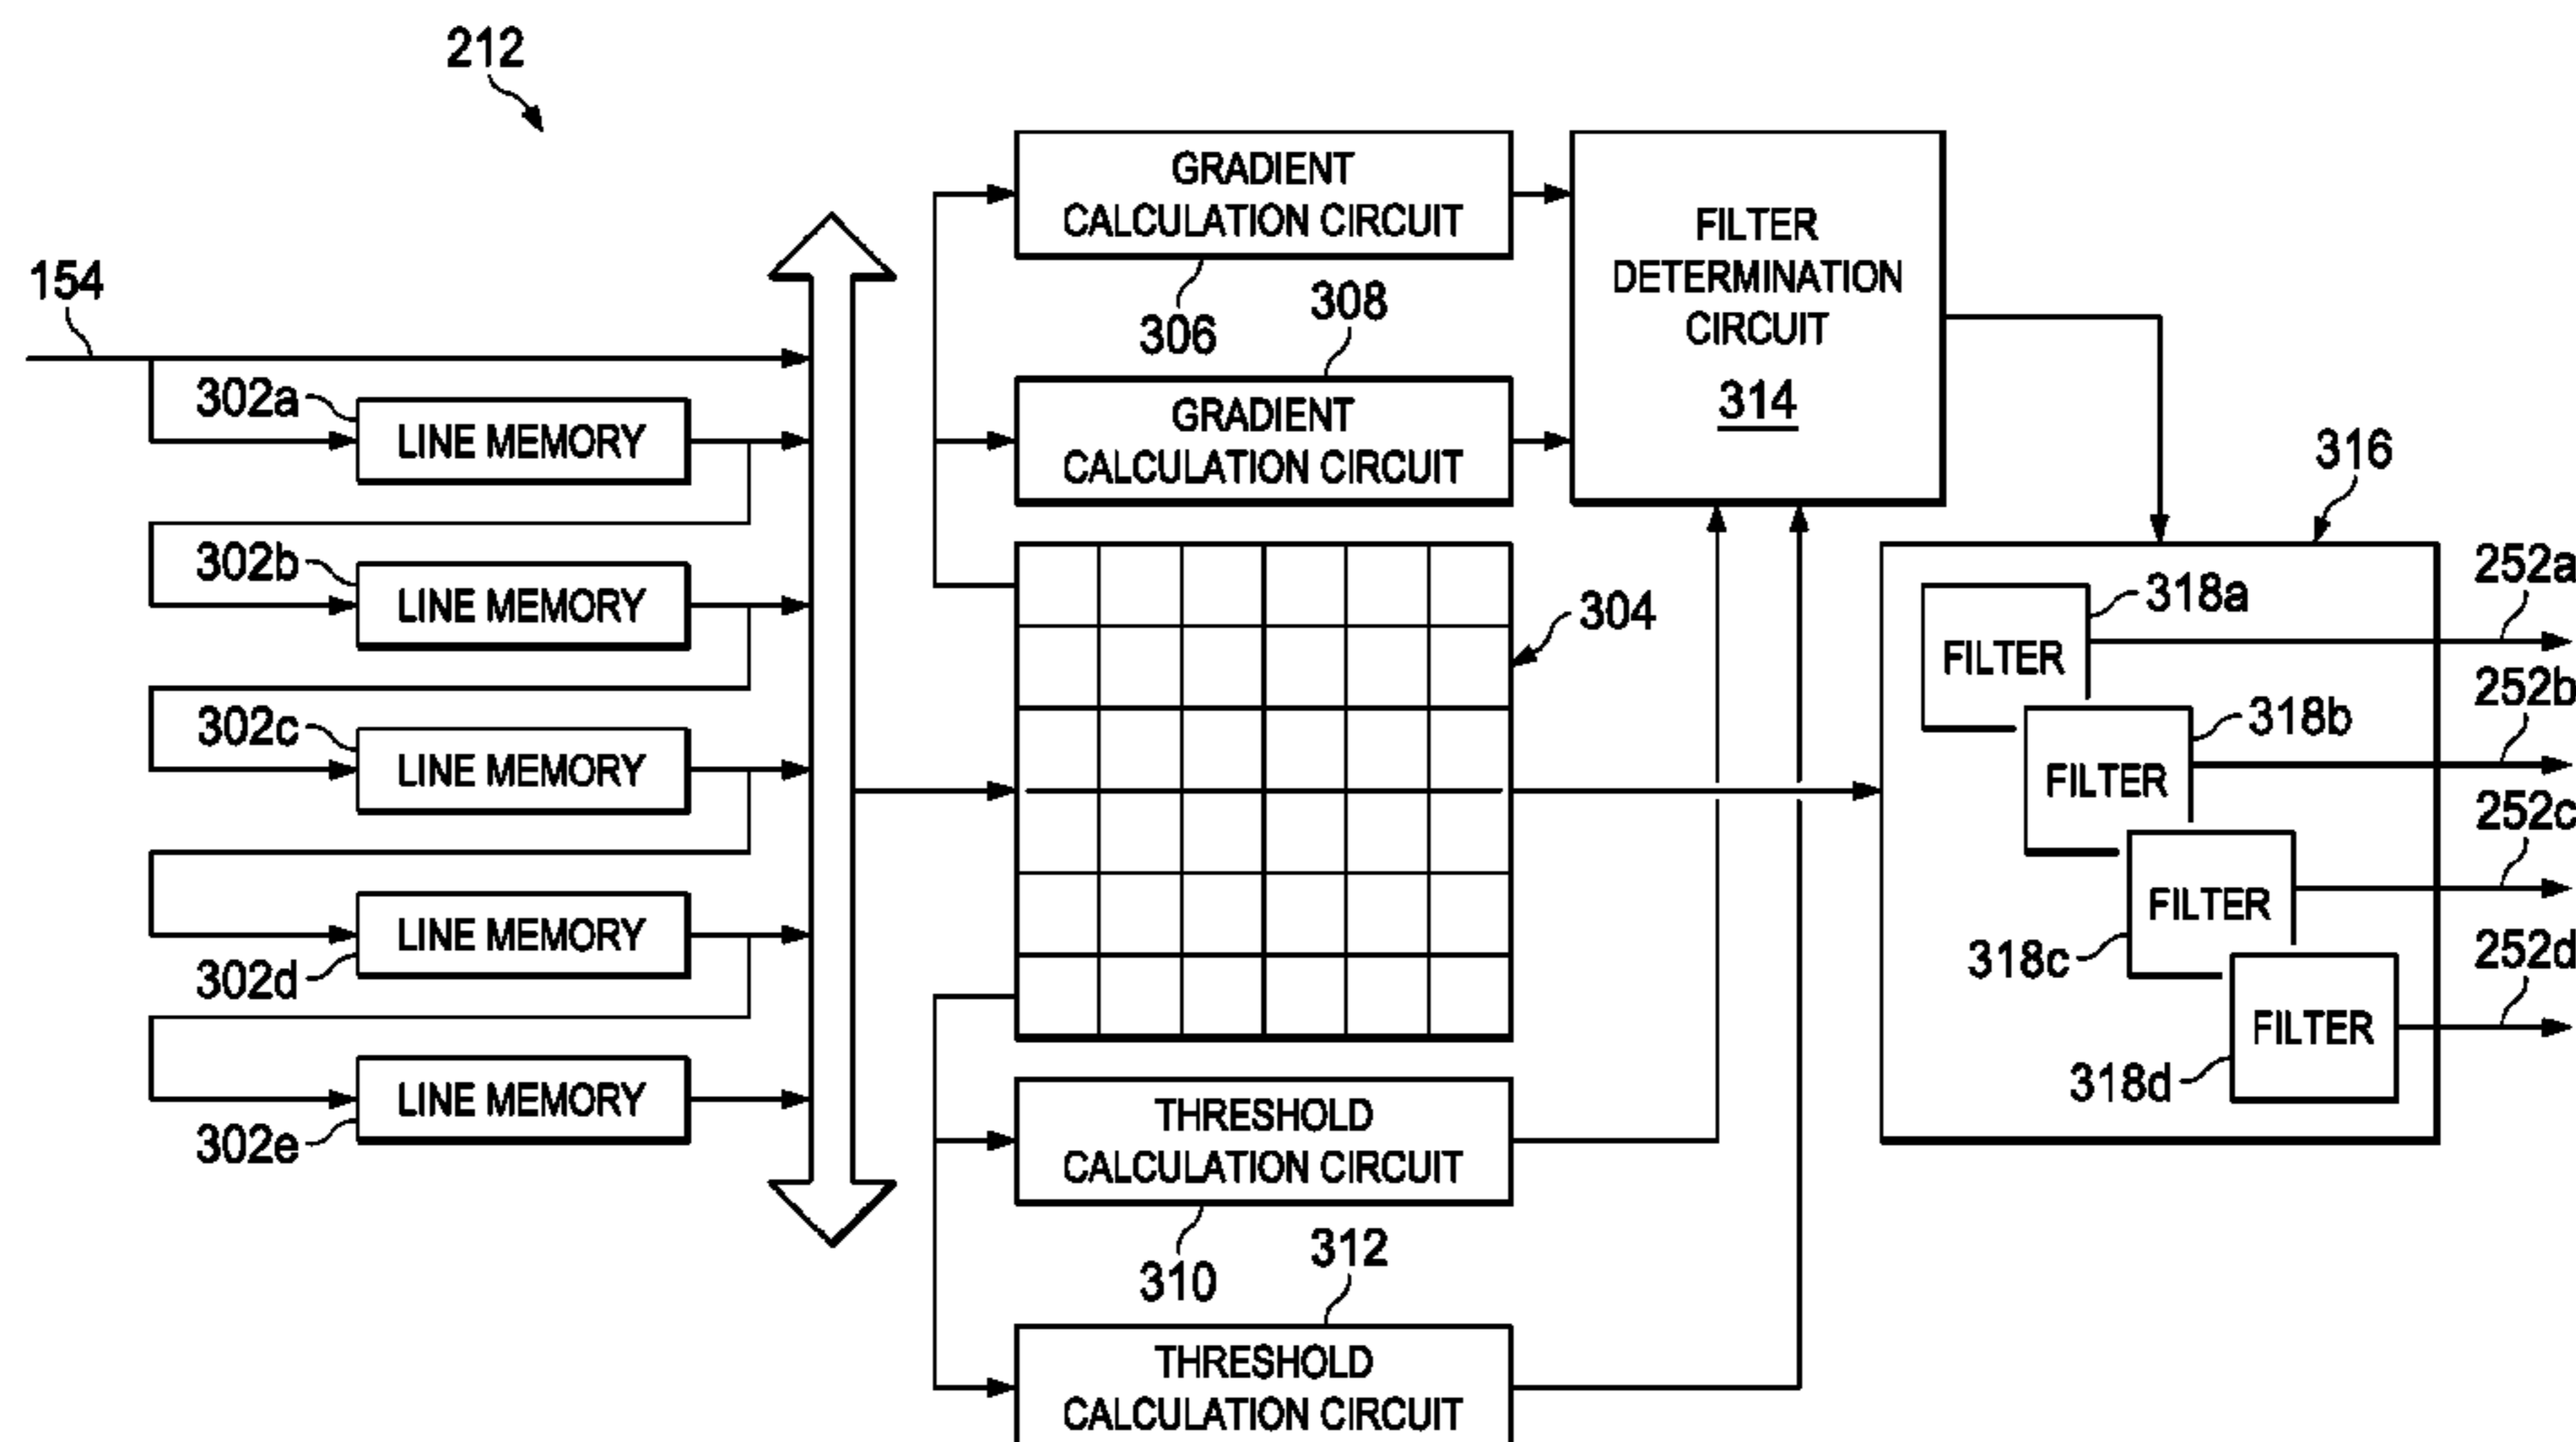 212
154
302a
LINE MEMORY
302b
LINE MEMORY
302c
LINE MEMORY
302d
LINE MEMORY
302e
LINE MEMORY
GRADIENT
CALCULATION CIRCUIT
306
308
GRADIENT
CALCULATION CIRCUIT
304
THRESHOLD
CALCULATION CIRCUIT
310
312
THRESHOLD
CALCULATION CIRCUIT
FILTER
DETERMINATION
CIRCUIT
314
316
318a
FILTER
318b
FILTER
318c
FILTER
318d
FILTER
252a
252b
252c
252d